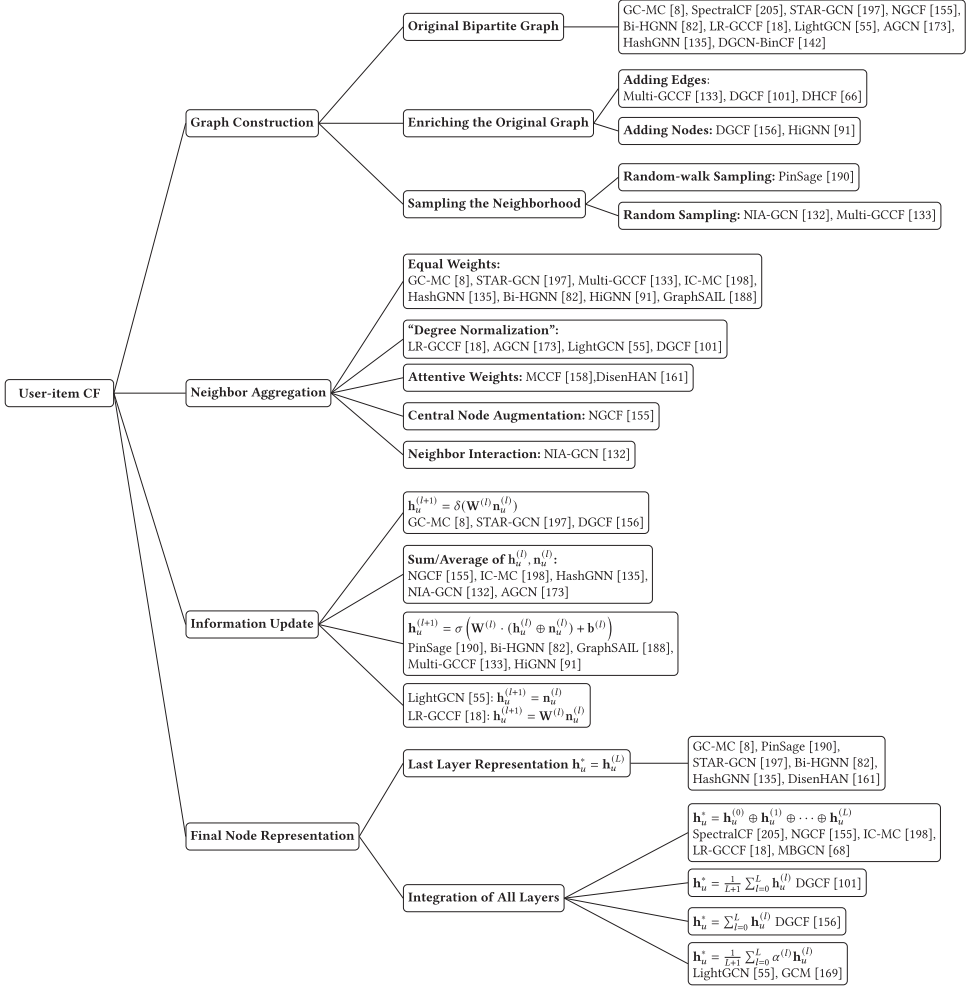 User-item CF
Graph Construction
Original Bipartite Graph
GC-MC [8], SpectralCF [205], STAR-GCN [197], NGCF [155],
Bi-HGNN [82], LR-GCCF [18], LightGCN [55], AGCN [173],
HashGNN [135], DGCN-BinCF [142]
Enriching the Original Graph
Adding Edges:
Multi-GCCF [133], DGCF [101], DHCF [66]
Adding Nodes: DGCF [156], HiGNN [91]
Sampling the Neighborhood
Random-walk Sampling: PinSage [190]
Random Sampling: NIA-GCN [132], Multi-GCCF [133]
Neighbor Aggregation
Equal Weights:
GC-MC [8], STAR-GCN [197], Multi-GCCF [133], IC-MC [198],
HashGNN [135], Bi-HGNN [82], HiGNN [91], GraphSAIL [188]
“Degree Normalization”:
LR-GCCF [18], AGCN [173], LightGCN [55], DGCF [101]
Attentive Weights: MCCF [158],DisenHAN [161]
Central Node Augmentation: NGCF [155]
Neighbor Interaction: NIA-GCN [132]
Information Update
h_u^{(l+1)} = δ(W^{(l)} n_u^{(l)})
GC-MC [8], STAR-GCN [197], DGCF [156]
Sum/Average of h_u^{(l)}, n_u^{(l)}:
NGCF [155], IC-MC [198], HashGNN [135],
NIA-GCN [132], AGCN [173]
h_u^{(l+1)} = σ(W^{(l)} · (h_u^{(l)} ⊕ n_u^{(l)}) + b^{(l)})
PinSage [190], Bi-HGNN [82], GraphSAIL [188],
Multi-GCCF [133], HiGNN [91]
LightGCN [55]: h_u^{(l+1)} = n_u^{(l)}
LR-GCCF [18]: h_u^{(l+1)} = W^{(l)} n_u^{(l)}
Final Node Representation
Last Layer Representation h_u^* = h_u^{(L)}
GC-MC [8], PinSage [190],
STAR-GCN [197], Bi-HGNN [82],
HashGNN [135], DisenHAN [161]
Integration of All Layers
h_u^* = h_u^{(0)} ⊕ h_u^{(1)} ⊕ · · · ⊕ h_u^{(L)}
SpectralCF [205], NGCF [155], IC-MC [198],
LR-GCCF [18], MBGCN [68]
h_u^* = \frac{1}{L+1} ∑_{l=0}^{L} h_u^{(l)} DGCF [101]
h_u^* = ∑_{l=0}^{L} h_u^{(l)} DGCF [156]
h_u^* = \frac{1}{L+1} ∑_{l=0}^{L} α^{(l)} h_u^{(l)}
LightGCN [55], GCM [169]